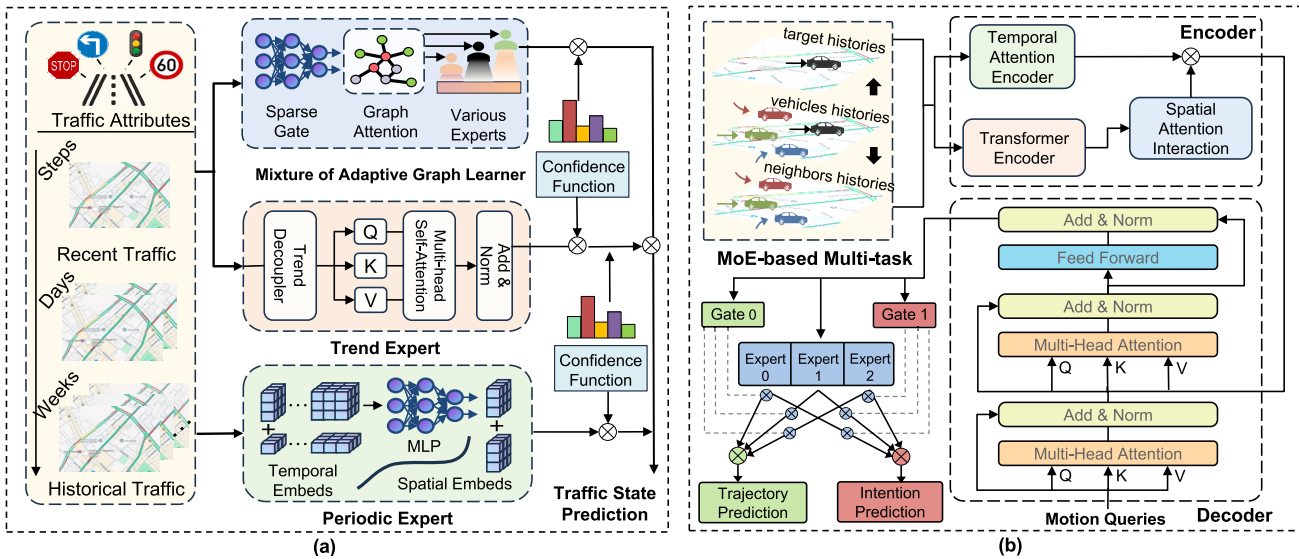 STOP
60
Traffic Attributes
Steps
Recent Traffic
Days
Weeks
Historical Traffic
Sparse
Gate
Graph
Attention
Various
Experts
Mixture of Adaptive Graph Learner
Confidence
Function
Trend
Decoupler
Q
K
V
Multi-head
Self-Attention
Add &
Norm
Trend Expert
Confidence
Function
+
+
MLP
Temporal
Embeds
Spatial Embeds
Periodic Expert
Traffic State
Prediction
(a)
target histories
vehicles histories
neighbors histories
Temporal
Attention
Encoder
Encoder
Transformer
Encoder
Spatial
Attention
Interaction
MoE-based Multi-task
Gate 0
Gate 1
Expert
0
Expert
1
Expert
2
Trajectory
Prediction
Intention
Prediction
Add & Norm
Feed Forward
Add & Norm
Multi-Head Attention
Q
K
V
Add & Norm
Multi-Head Attention
Q
K
V
Motion Queries
Decoder
(b)